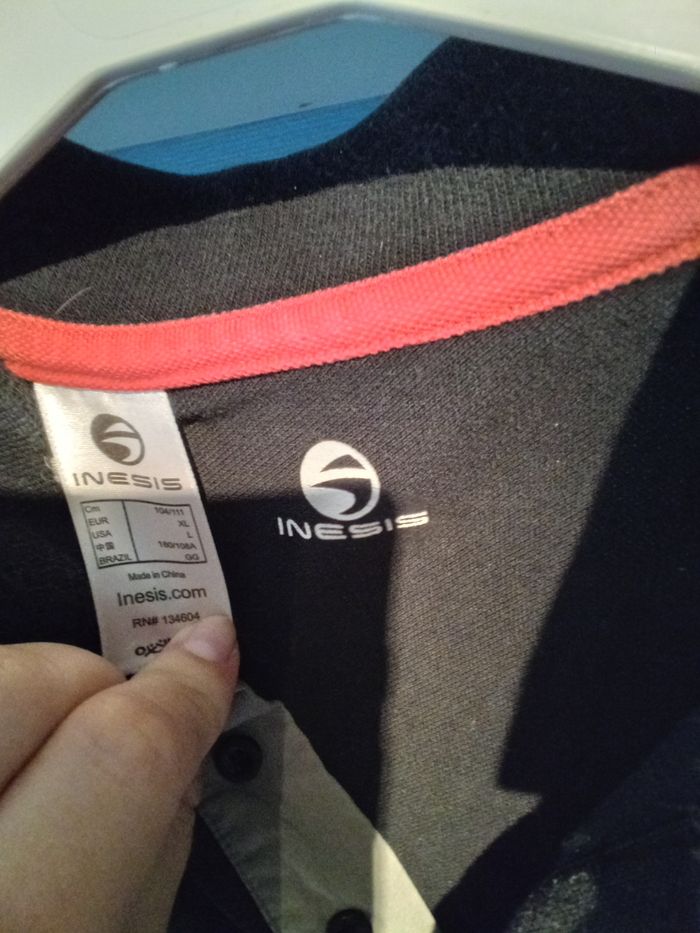 INESIS
Cm 104/111
EUR XL
USA L
中国 180/108A
BRAZIL GG
Made in China
Inesis.com
RN# 134604
INESIS